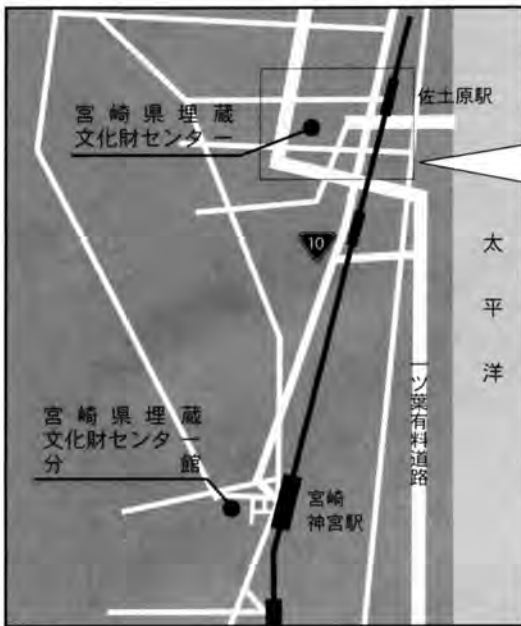 佐土原駅
宮崎県埋蔵
文化財センター
10
太平洋
一ツ葉有料道路
宮崎県埋蔵
文化財センター
分館
宮崎
神宮駅